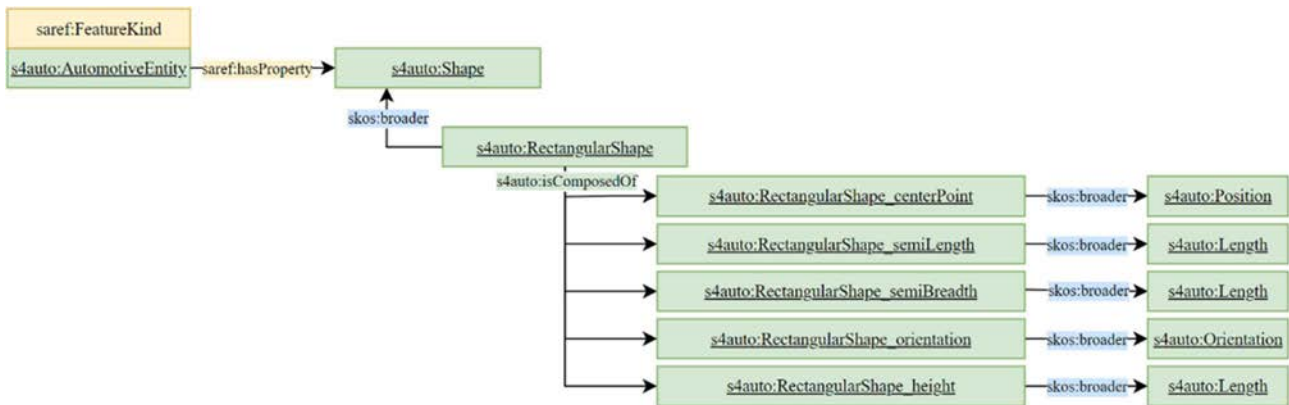 saref:FeatureKind
s4auto:AutomotiveEntity saref:hasProperty s4auto:Shape
skos:broader
s4auto:RectangularShape
s4auto:isComposedOf
s4auto:RectangularShape_centerPoint skos:broader s4auto:Position
s4auto:RectangularShape_semiLength skos:broader s4auto:Length
s4auto:RectangularShape_semiBreadth skos:broader s4auto:Length
s4auto:RectangularShape_orientation skos:broader s4auto:Orientation
s4auto:RectangularShape_height skos:broader s4auto:Length